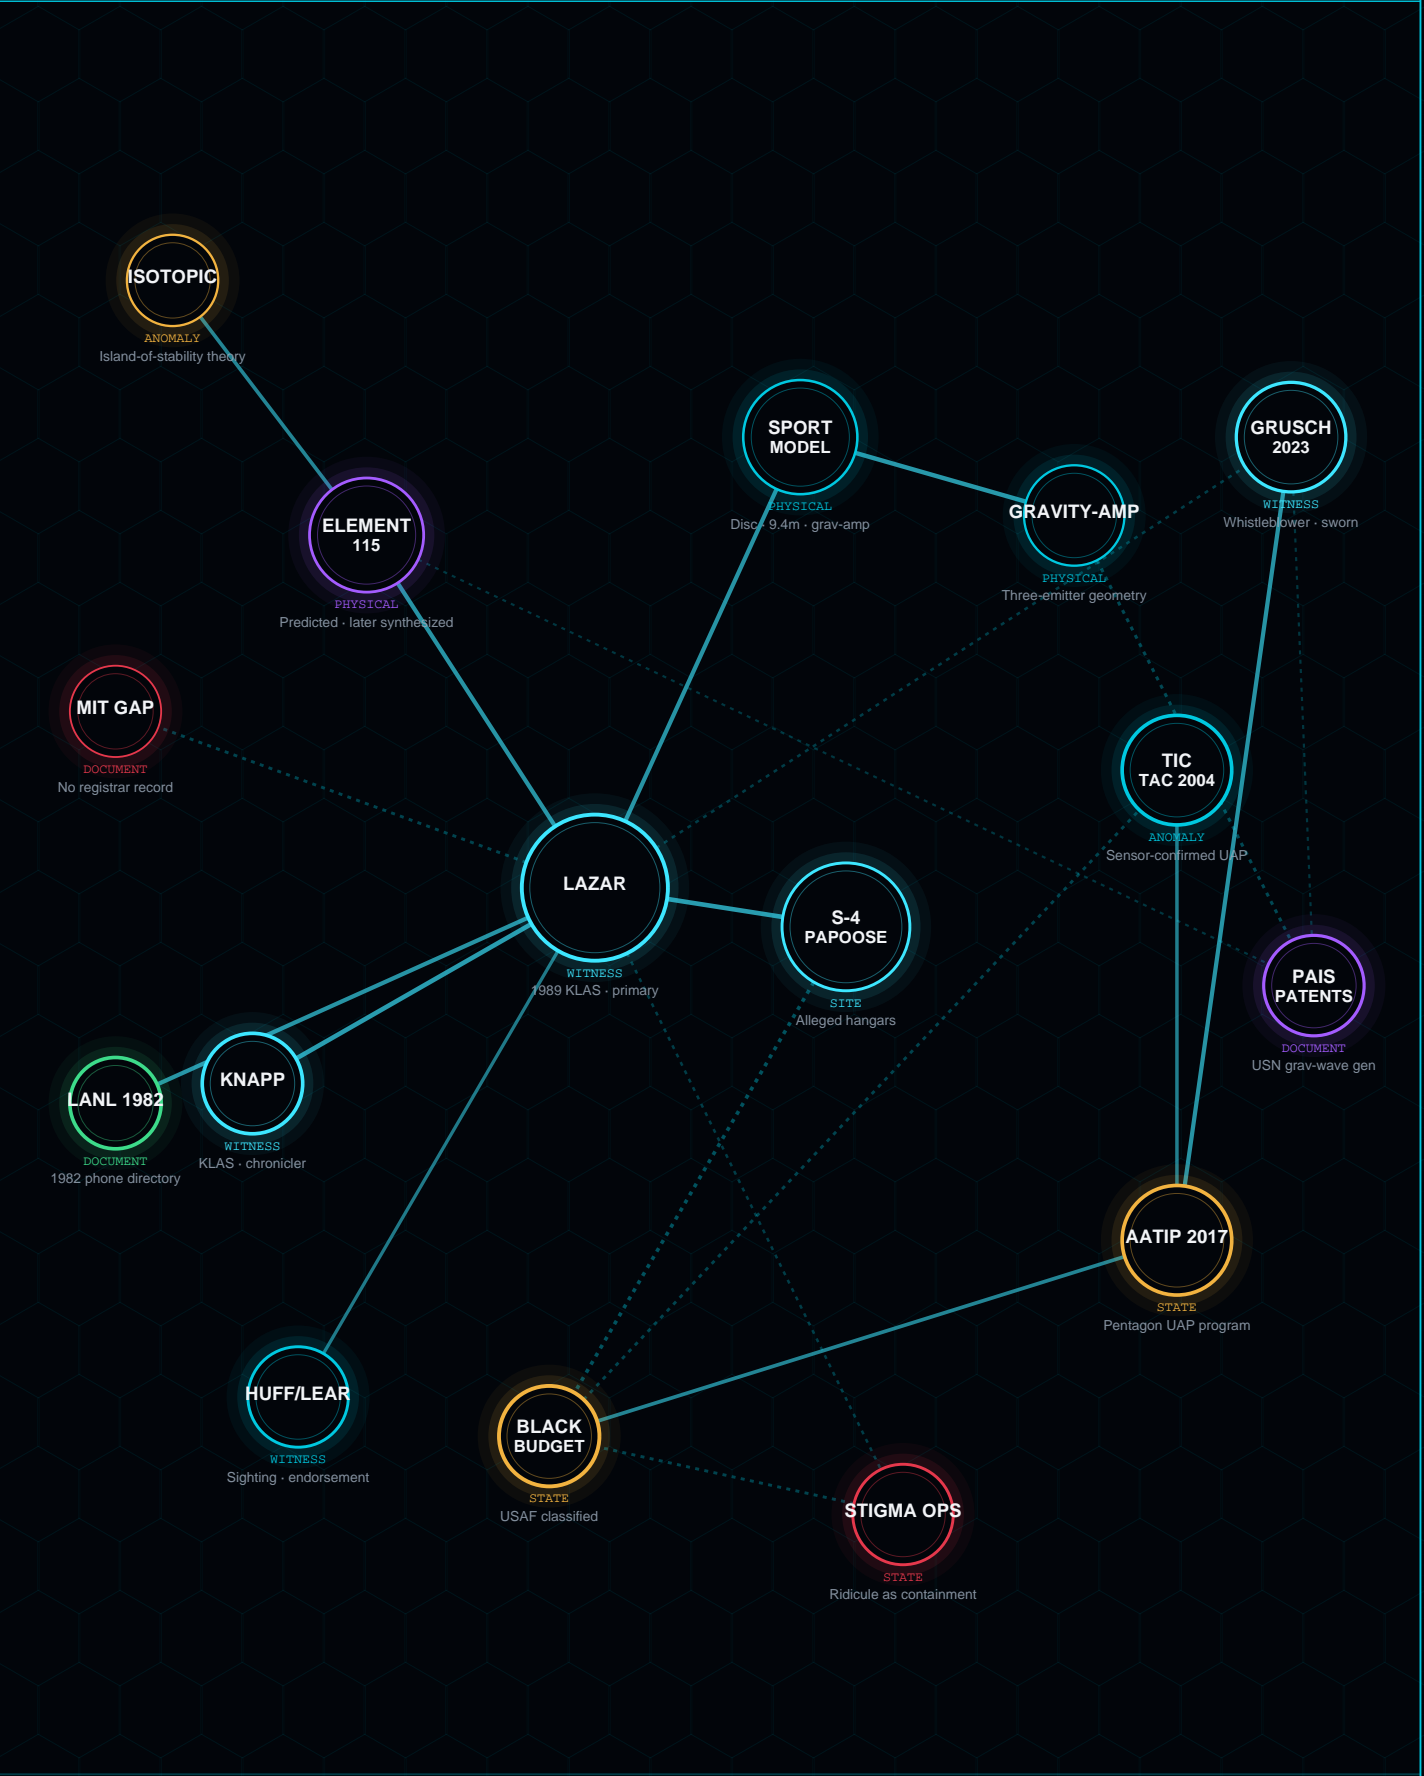 ISOTOPIC
ANOMALY
Island-of-stability theory
SPORT
MODEL
PHYSICAL
Disc · 9.4m · grav-amp
GRUSCH
2023
WITNESS
Whistleblower · sworn
GRAVITY-AMP
PHYSICAL
Three-emitter geometry
ELEMENT
115
PHYSICAL
Predicted · later synthesized
MIT GAP
DOCUMENT
No registrar record
TIC
TAC 2004
ANOMALY
Sensor-confirmed UAP
LAZAR
WITNESS
1989 KLAS · primary
S-4
PAPOOSE
SITE
Alleged hangars
PAIS
PATENTS
DOCUMENT
USN grav-wave gen
KNAPP
WITNESS
KLAS · chronicler
LANL 1982
DOCUMENT
1982 phone directory
AATIP 2017
STATE
Pentagon UAP program
HUFF/LEAR
WITNESS
Sighting · endorsement
BLACK
BUDGET
STATE
USAF classified
STIGMA OPS
STATE
Ridicule as containment